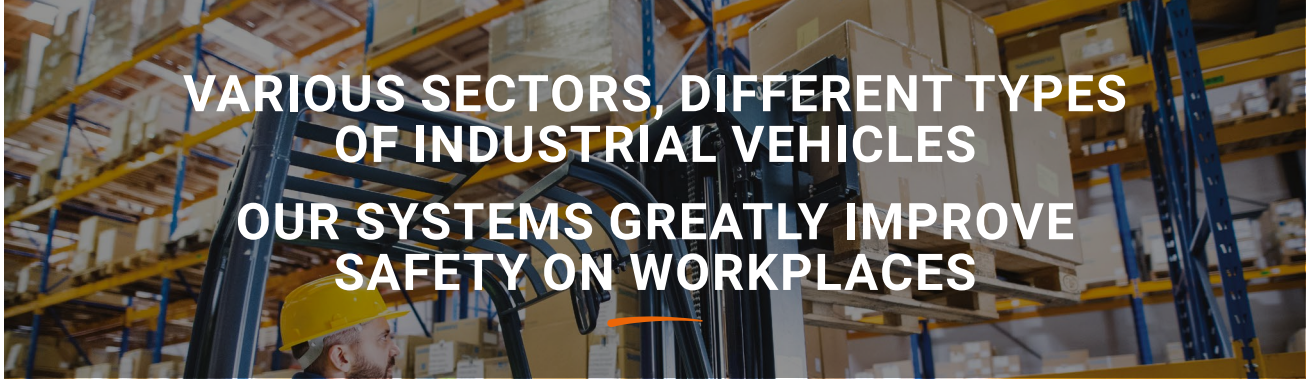 VARIOUS SECTORS, DIFFERENT TYPES
OF INDUSTRIAL VEHICLES
OUR SYSTEMS GREATLY IMPROVE
SAFETY ON WORKPLACES